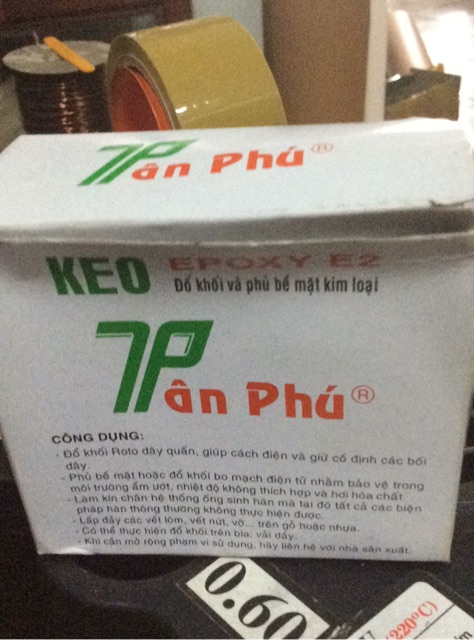 Tân Phú®
KEO EPOXY E2
Đổ khối và phủ bề mặt kim loại
Tân Phú®
CÔNG DỤNG:
- Đổ khối Roto dây quấn, giúp cách điện và giữ cố định các bối
dây.
- Phủ bề mặt hoặc đổ khối bo mạch điện tử nhằm bảo vệ trong
môi trường ẩm ướt, nhiệt độ không thích hợp và hơi hóa chất
- Làm kín chân hệ thống ống sinh hàn mà tại đó tất cả các biện
pháp hàn thông thường không thực hiện được.
- Lấp đầy các vết lõm, vết nứt, vỡ... trên gỗ hoặc nhựa.
- Có thể thực hiện đổ khối trên bìa, vải dầy.
- Khi cần mở rộng phạm vi sử dụng, hãy liên hệ với nhà sản xuất.
0.60
220°C)